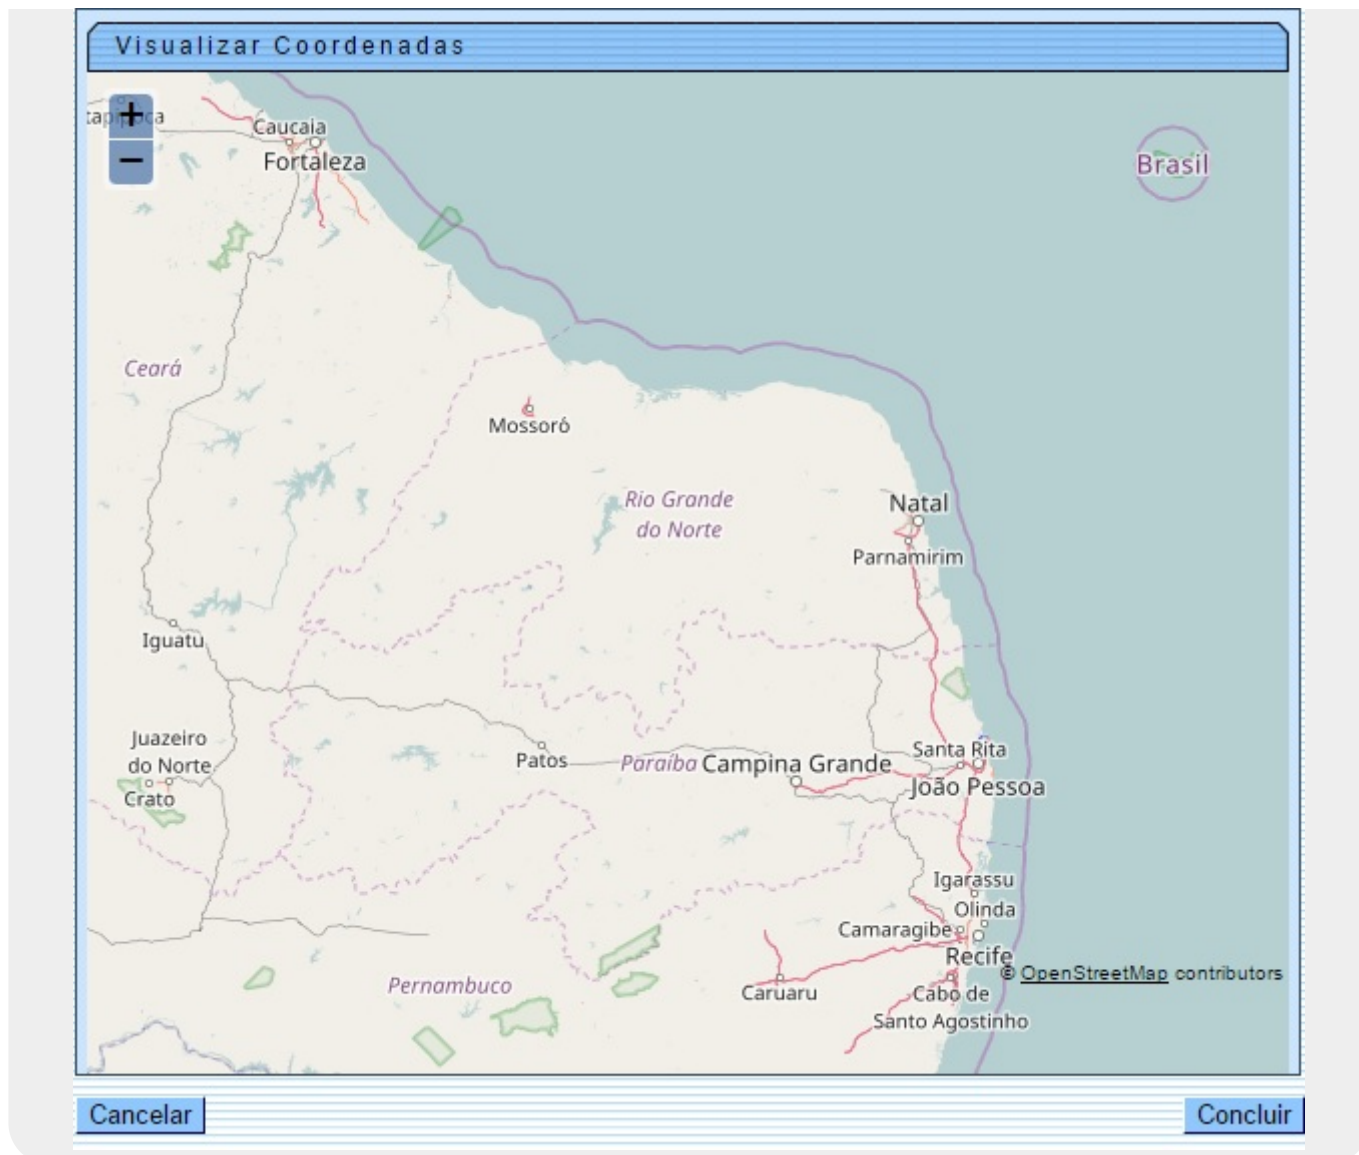 Visualizar Coordenadas
+
−
Caucaia
Fortaleza
Brasil
Ceará
Mossoró
Rio Grande
do Norte
Natal
Parnamirim
Iguatu
Juazeiro
do Norte
Crato
Patos
Paraíba
Campina Grande
Santa Rita
João Pessoa
Igarassu
Olinda
Camaragibe
Recife
© OpenStreetMap contributors
Pernambuco
Caruaru
Cabo de
Santo Agostinho
Cancelar
Concluir